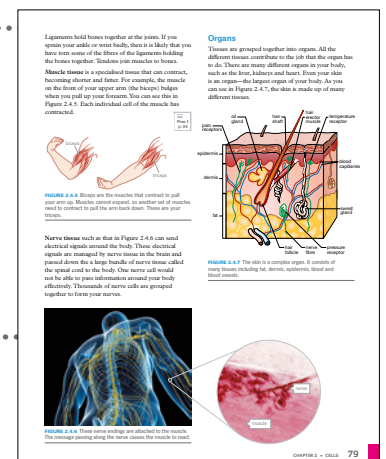 Ligaments hold bones together at the joints. If you
sprain your ankle or wrist badly, then it is likely that you
have torn some of the fibres of the ligaments holding
the bones together. Tendons join muscles to bones.
Muscle tissue is a specialised tissue that can contract,
becoming shorter and fatter. For example, the muscle
on the front of your upper arm (the biceps) bulges
when you pull up your forearm. You can see this in
Figure 2.4.5. Each individual cell of the muscle has
contracted.
Prac 1
p. 86
biceps
triceps
FIGURE 2.4.5 Biceps are the muscles that contract to pull
your arm up. Muscles cannot expand, so another set of muscles
need to contract to pull the arm back down. These are your
triceps.
Nerve tissue such as that in Figure 2.4.6 can send
electrical signals around the body. These electrical
signals are managed by nerve tissue in the brain and
passed down the a large bundle of nerve tissue called
the spinal cord to the body. One nerve cell would
not be able to pass information around your body
effectively. Thousands of nerve cells are grouped
together to form your nerves.
Organs
Tissues are grouped together into organs. All the
different tissues contribute to the job that the organ has
to do. There are many different organs in your body,
such as the liver, kidneys and heart. Even your skin
is an organ—the largest organ of your body. As you
can see in Figure 2.4.7, the skin is made up of many
different tissues.
pain
receptors
oil
gland
hair
shaft
hair
erector
muscle
temperature
receptor
epidermis
dermis
fat
blood
capillaries
sweat
gland
hair
follicle
nerve
fibre
pressure
receptor
FIGURE 2.4.7 The skin is a complex organ. It consists of
many tissues including fat, dermis, epidermis, blood and
blood vessels.
nerve
muscle
FIGURE 2.4.6 These nerve endings are attached to the muscle.
The message passing along the nerve causes the muscle to react.
CHAPTER 2 • CELLS 79